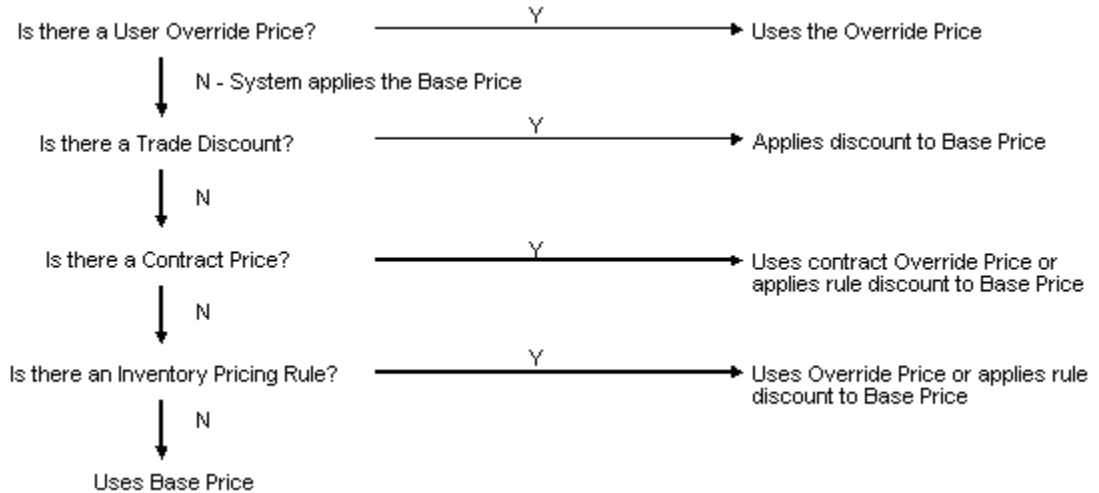 Is there a User Override Price?
Y
Uses the Override Price
N - System applies the Base Price
Is there a Trade Discount?
Y
Applies discount to Base Price
N
Is there a Contract Price?
Y
Uses contract Override Price or
applies rule discount to Base Price
N
Is there an Inventory Pricing Rule?
Y
Uses Override Price or applies rule
discount to Base Price
N
Uses Base Price